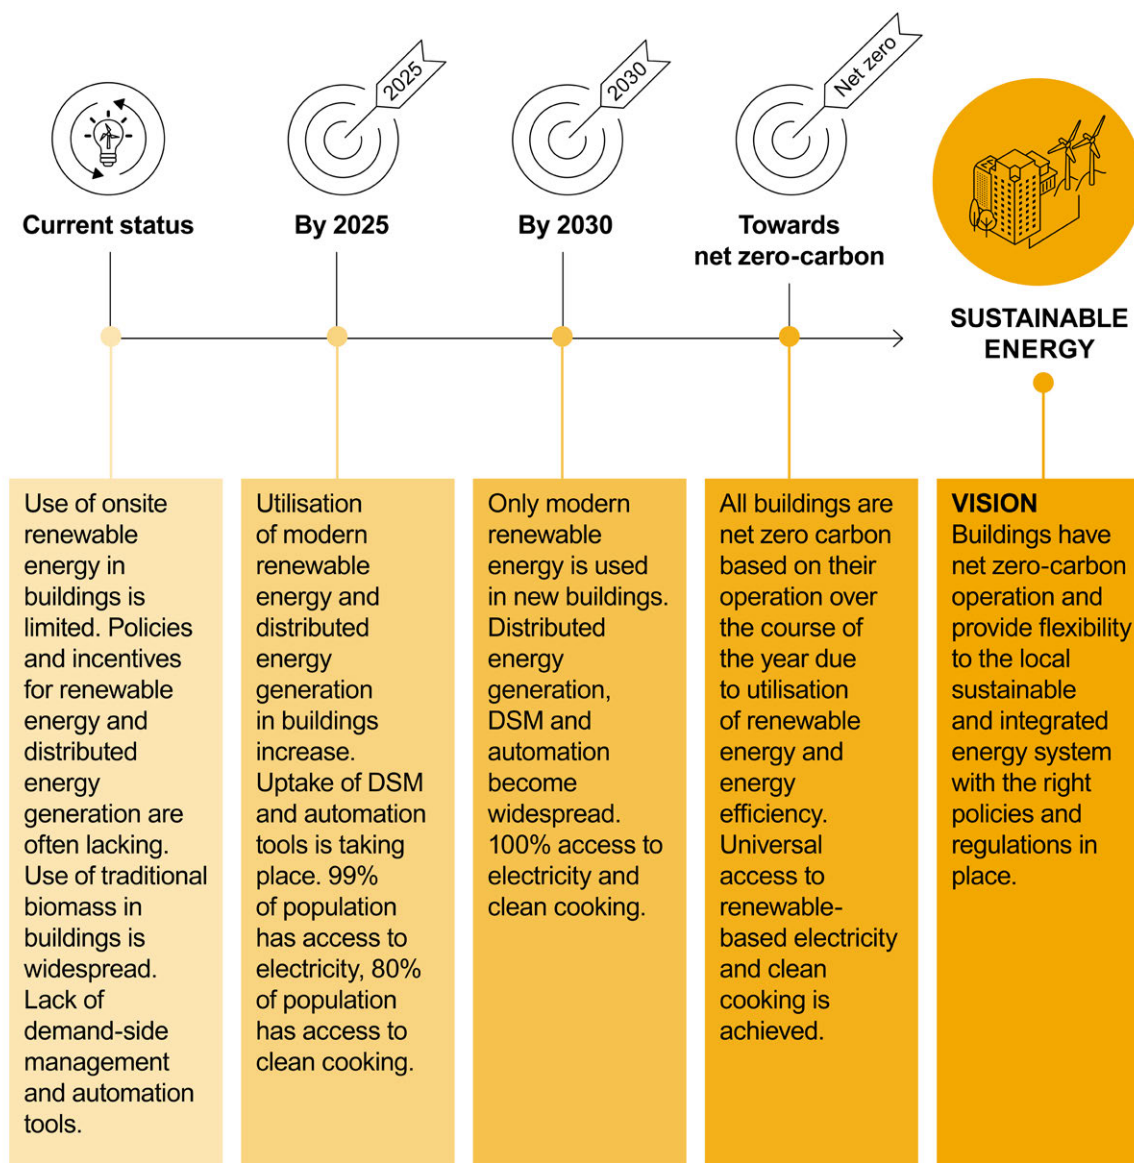 2025
2030
Net zero
Current status
By 2025
By 2030
Towards
net zero-carbon
SUSTAINABLE
ENERGY
Use of onsite
renewable
energy in
buildings is
limited. Policies
and incentives
for renewable
energy and
distributed
energy
generation are
often lacking.
Use of traditional
biomass in
buildings is
widespread.
Lack of
demand-side
management
and automation
tools.
Utilisation
of modern
renewable
energy and
distributed
energy
generation
in buildings
increase.
Uptake of DSM
and automation
tools is taking
place. 99%
of population
has access to
electricity, 80%
of population
has access to
clean cooking.
Only modern
renewable
energy is used
in new buildings.
Distributed
energy
generation,
DSM and
automation
become
widespread.
100% access to
electricity and
clean cooking.
All buildings are
net zero carbon
based on their
operation over
the course of
the year due
to utilisation
of renewable
energy and
energy
efficiency.
Universal
access to
renewable-
based electricity
and clean
cooking is
achieved.
VISION
Buildings have
net zero-carbon
operation and
provide flexibility
to the local
sustainable
and integrated
energy system
with the right
policies and
regulations in
place.